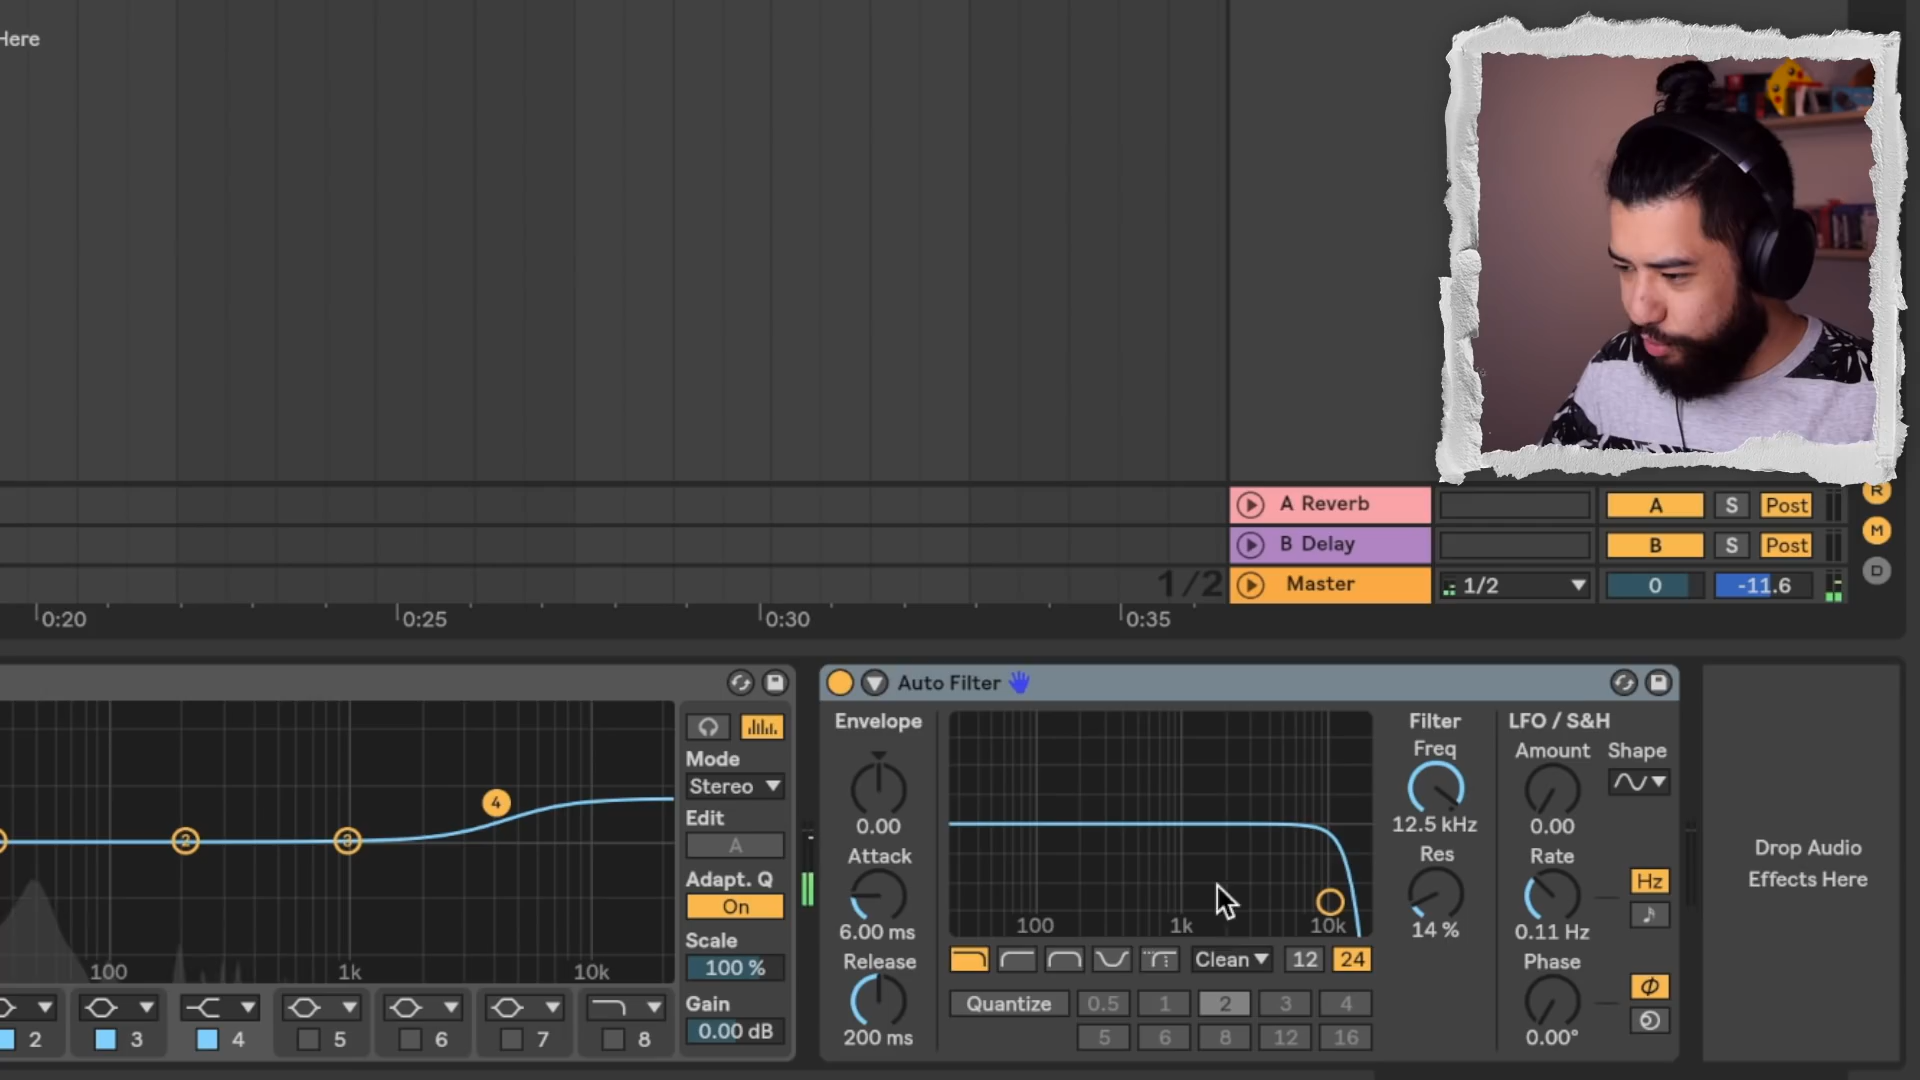 Here
A Reverb
A
S
Post
R
B Delay
B
S
Post
M
1/2
Master
1/2
0
-11.6
D
0:20
0:25
0:30
0:35
Auto Filter
Mode
Stereo
Edit
A
Adapt. Q
On
Scale
100 %
Gain
0.00 dB
2
3
4
100
1k
10k
2
3
4
5
6
7
8
Envelope
0.00
Attack
6.00 ms
Release
200 ms
100
1k
10k
Clean
12
24
Quantize
0.5
1
2
3
4
5
6
8
12
16
Filter
Freq
12.5 kHz
Res
14 %
LFO / S&H
Amount
Shape
0.00
Rate
Hz
0.11 Hz
Phase
0.00°
Drop Audio
Effects Here